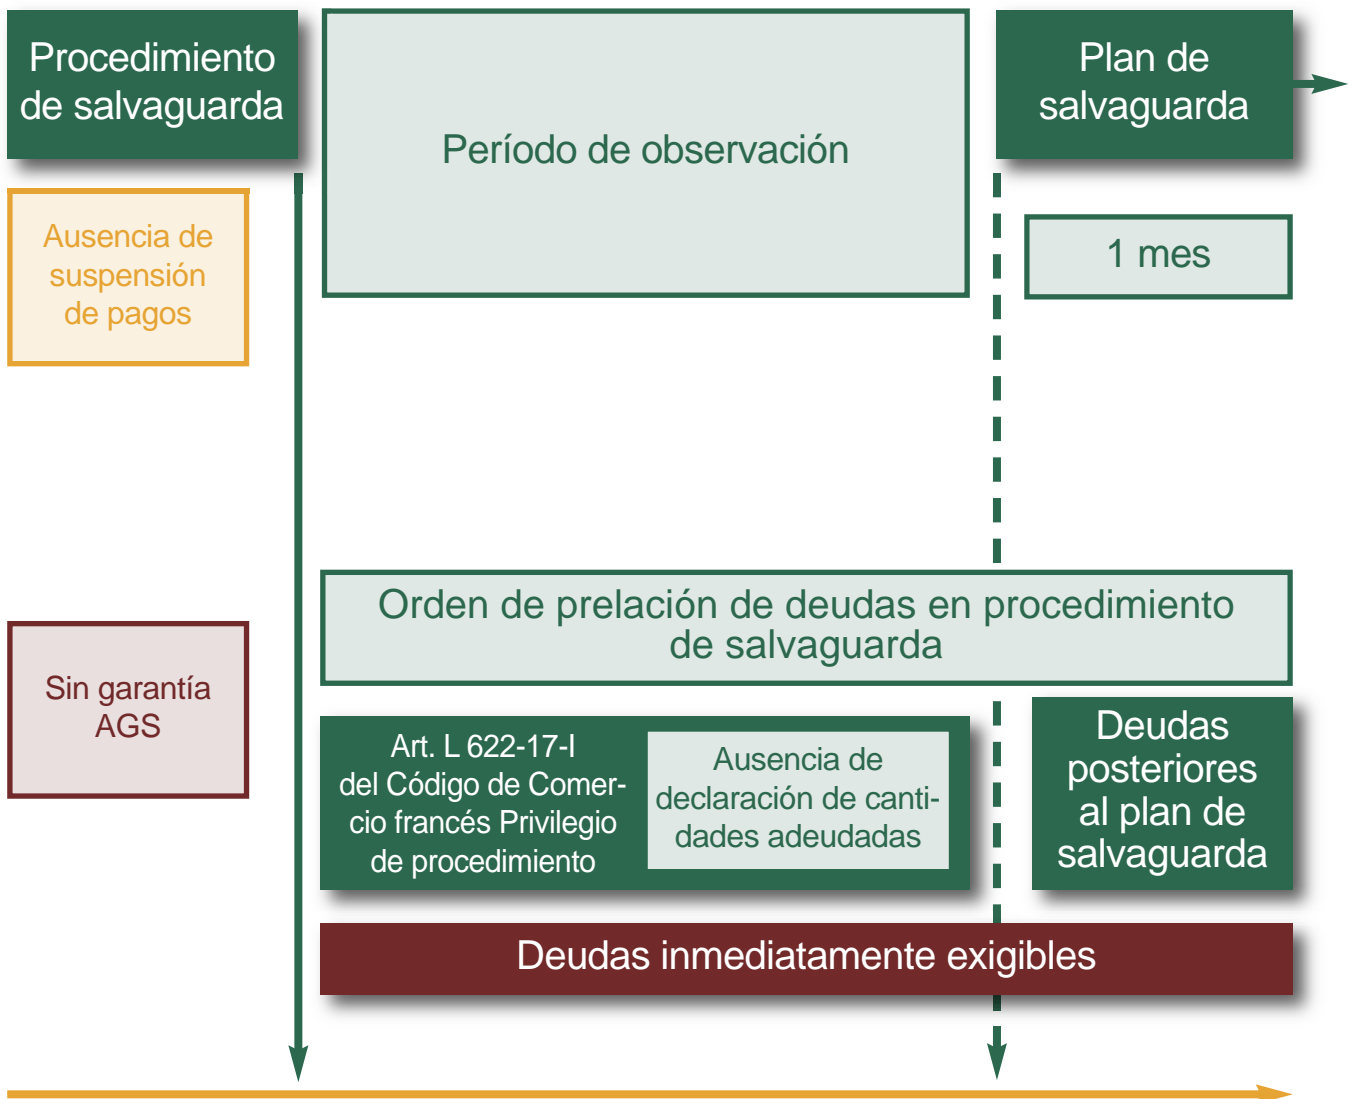 Procedimiento
de salvaguarda
Período de observación
Plan de
salvaguarda
Ausencia de
suspensión
de pagos
1 mes
Orden de prelación de deudas en procedimiento
de salvaguarda
Sin garantía
AGS
Art. L 622-17-I
del Código de Comer-
cio francés Privilegio
de procedimiento
Ausencia de
declaración de canti-
dades adeudadas
Deudas
posteriores
al plan de
salvaguarda
Deudas inmediatamente exigibles